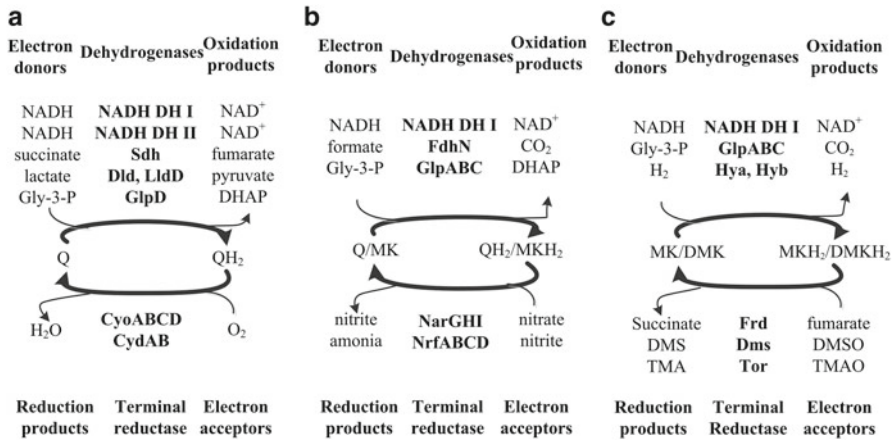 a
Electron donors Dehydrogenases Oxidation products
NADH NADH DH I NAD+
NADH NADH DH II NAD+
succinate Sdh fumarate
lactate Dld, LldD pyruvate
Gly-3-P GlpD DHAP
Q QH2
H2O CyoABCD O2
CydAB
Reduction products Terminal reductase Electron acceptors
b
Electron donors Dehydrogenases Oxidation products
NADH NADH DH I NAD+
formate FdhN CO2
Gly-3-P GlpABC DHAP
Q/MK QH2/MKH2
nitrite NarGHI nitrate
amonia NrfABCD nitrite
Reduction products Terminal reductase Electron acceptors
c
Electron donors Dehydrogenases Oxidation products
NADH NADH DH I NAD+
Gly-3-P GlpABC CO2
H2 Hya, Hyb H2
MK/DMK MKH2/DMKH2
Succinate Frd fumarate
DMS Dms DMSO
TMA Tor TMAO
Reduction products Terminal Reductase Electron acceptors